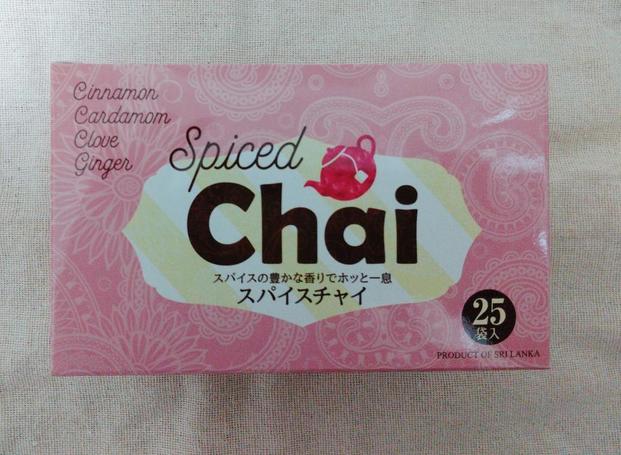 Cinnamon
Cardamom
Clove
Ginger
Spiced
Chai
スパイスの豊かな香りでホッと一息
スパイスチャイ
25
袋入
PRODUCT OF SRI LANKA